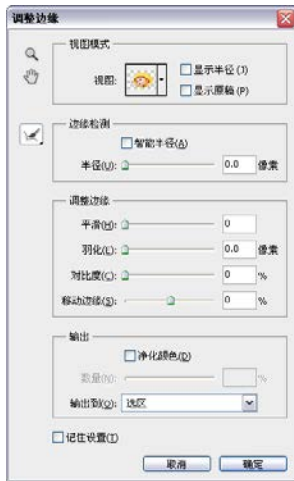 调整边缘
视图模式
视图:
显示半径(J)
显示原稿(P)
边缘检测
智能半径(A)
半径(U): 0.0 像素
调整边缘
平滑(H): 0
羽化(E): 0.0 像素
对比度(C): 0 %
移动边缘(S): 0 %
输出
净化颜色(D)
数量(N): %
输出到(O): 选区
记住设置(T)
取消 确定